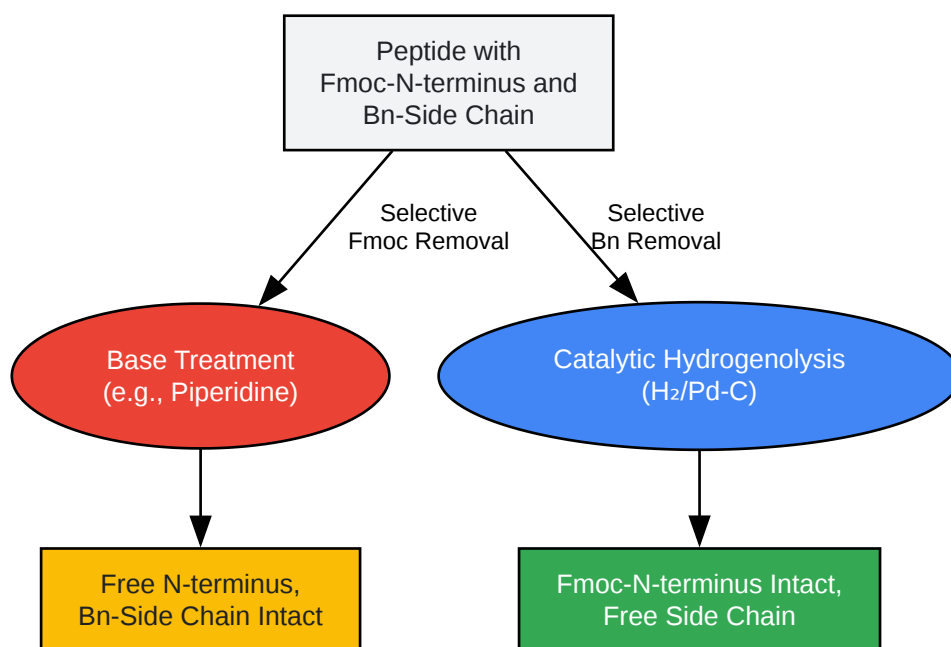 Peptide with
Fmoc-N-terminus and
Bn-Side Chain
Selective
Fmoc Removal
Selective
Bn Removal
Base Treatment
(e.g., Piperidine)
Catalytic Hydrogenolysis
(H₂/Pd-C)
Free N-terminus,
Bn-Side Chain Intact
Fmoc-N-terminus Intact,
Free Side Chain